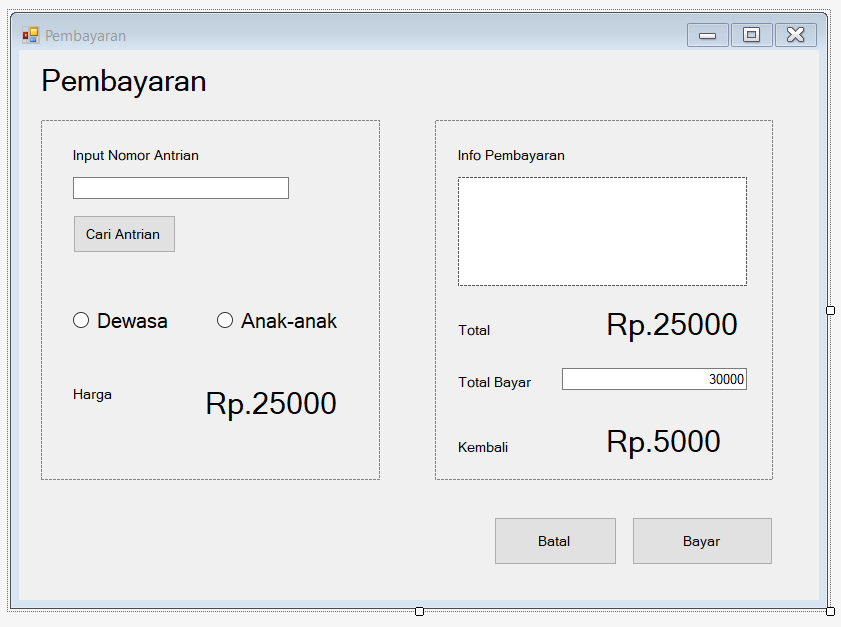 Pembayaran
Pembayaran
Input Nomor Antrian
Cari Antrian
Dewasa
Anak-anak
Harga
Rp.25000
Info Pembayaran
Total
Rp.25000
Total Bayar
30000
Kembali
Rp.5000
Batal
Bayar